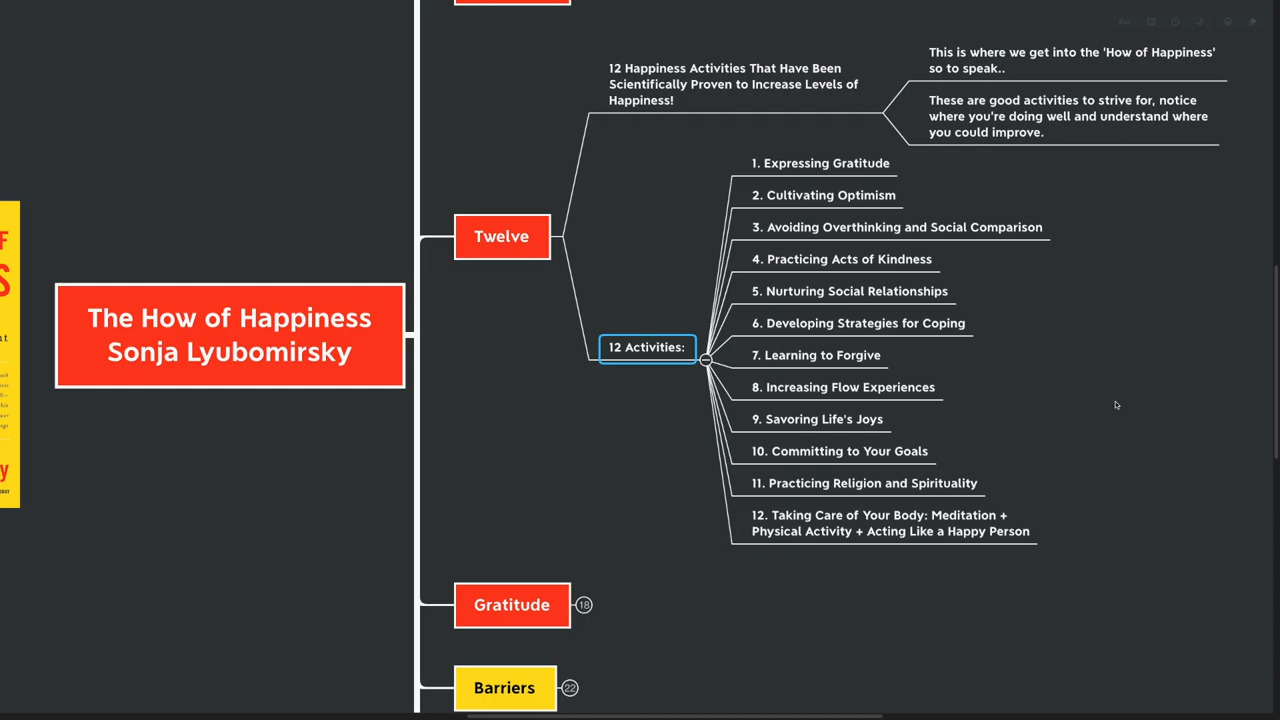 12 Happiness Activities That Have Been
Scientifically Proven to Increase Levels of
Happiness!
This is where we get into the 'How of Happiness'
so to speak..
These are good activities to strive for, notice
where you're doing well and understand where
you could improve.
Twelve
The How of Happiness
Sonja Lyubomirsky
12 Activities:
1. Expressing Gratitude
2. Cultivating Optimism
3. Avoiding Overthinking and Social Comparison
4. Practicing Acts of Kindness
5. Nurturing Social Relationships
6. Developing Strategies for Coping
7. Learning to Forgive
8. Increasing Flow Experiences
9. Savoring Life's Joys
10. Committing to Your Goals
11. Practicing Religion and Spirituality
12. Taking Care of Your Body: Meditation +
Physical Activity + Acting Like a Happy Person
Gratitude
18
Barriers
22